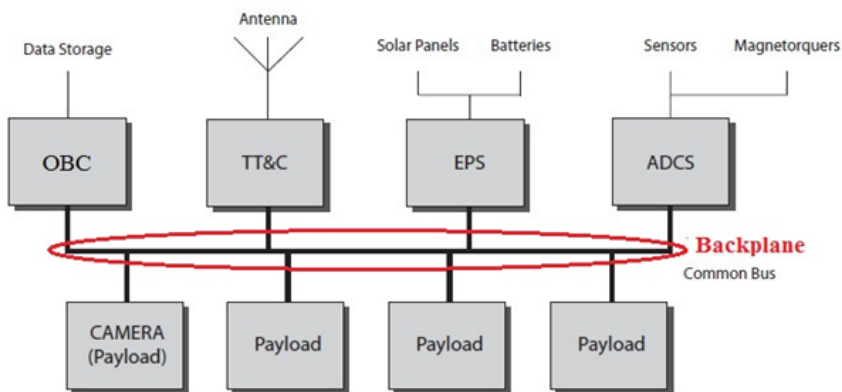 Antenna
Data Storage
Solar Panels
Batteries
Sensors
Magnetorquers
OBC
TT&C
EPS
ADCS
Backplane
Common Bus
CAMERA
(Payload)
Payload
Payload
Payload